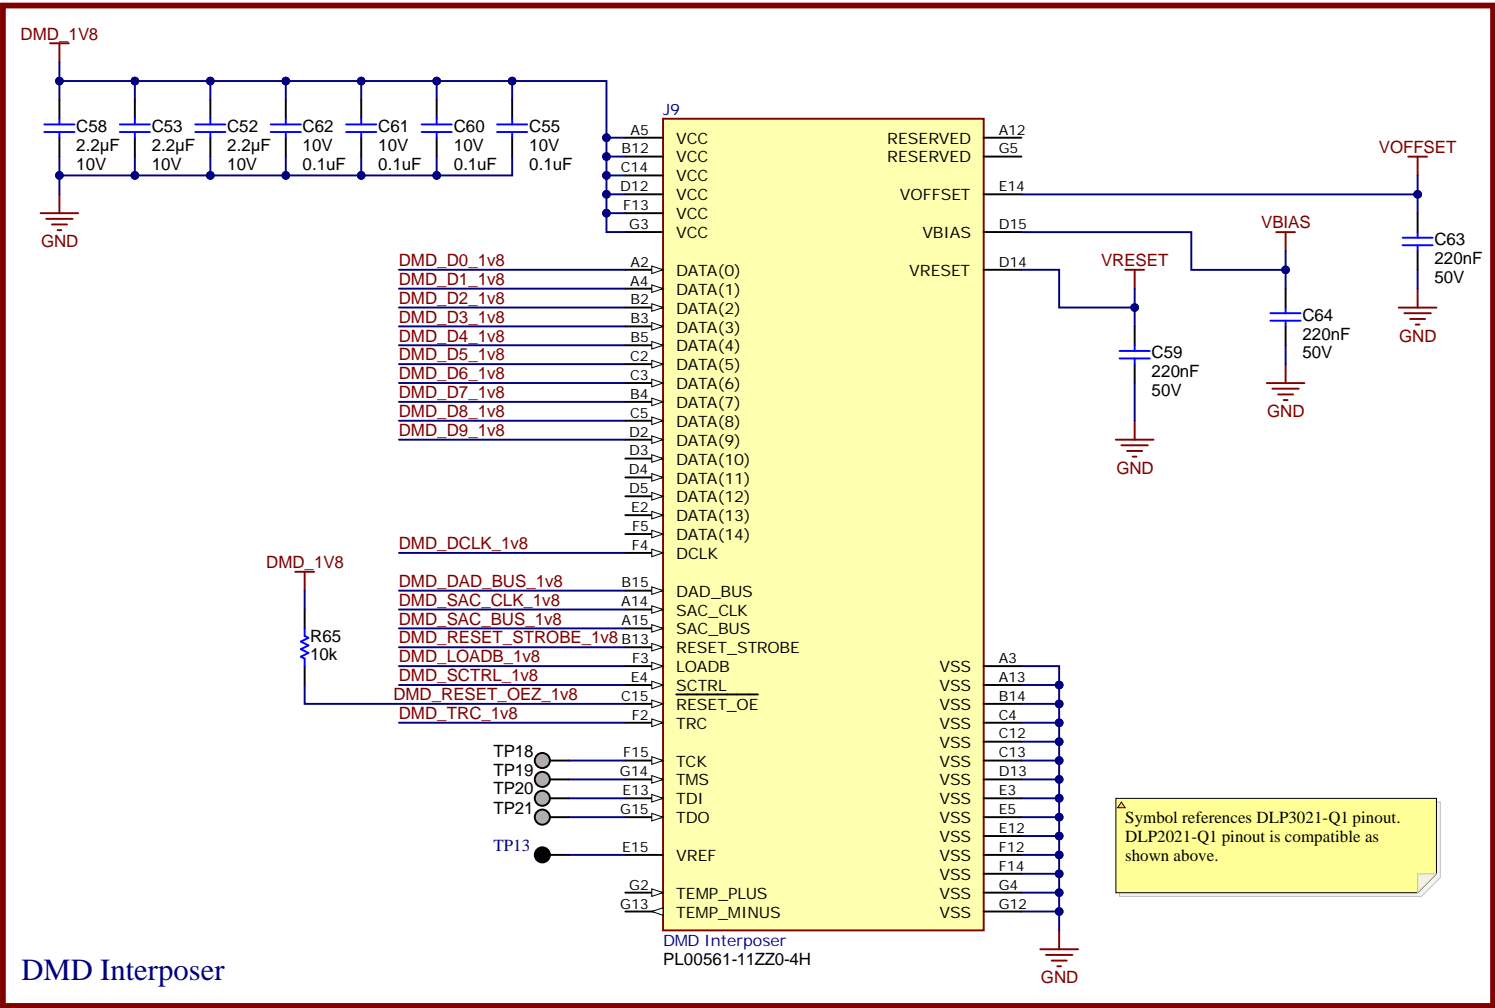 DMD_1V8
C58
2.2µF
10V
C53
2.2µF
10V
C52
2.2µF
10V
C62
10V
0.1uF
C61
10V
0.1uF
C60
10V
0.1uF
C55
10V
0.1uF
GND
J9
A5 VCC
B12 VCC
C14 VCC
D12 VCC
F13 VCC
G3 VCC
DMD_D0_1v8 A2 DATA(0)
DMD_D1_1v8 A4 DATA(1)
DMD_D2_1v8 B2 DATA(2)
DMD_D3_1v8 B3 DATA(3)
DMD_D4_1v8 B5 DATA(4)
DMD_D5_1v8 C2 DATA(5)
DMD_D6_1v8 C3 DATA(6)
DMD_D7_1v8 B4 DATA(7)
DMD_D8_1v8 C5 DATA(8)
DMD_D9_1v8 D2 DATA(9)
D3 DATA(10)
D4 DATA(11)
D5 DATA(12)
E2 DATA(13)
F5 DATA(14)
DMD_DCLK_1v8 F4 DCLK
DMD_1V8
R65
10k
DMD_DAD_BUS_1v8 B15 DAD_BUS
DMD_SAC_CLK_1v8 A14 SAC_CLK
DMD_SAC_BUS_1v8 A15 SAC_BUS
DMD_RESET_STROBE_1v8 B13 RESET_STROBE
DMD_LOADB_1v8 F3 LOADB
DMD_SCTRL_1v8 E4 SCTRL
DMD_RESET_OEZ_1v8 C15 RESET_OE
DMD_TRC_1v8 F2 TRC
TP18 F15 TCK
TP19 G14 TMS
TP20 E13 TDI
TP21 G15 TDO
TP13 E15 VREF
G2 TEMP_PLUS
G13 TEMP_MINUS
RESERVED A12
RESERVED G5
VOFFSET E14
VBIAS D15
VRESET D14
VOFFSET
C63
220nF
50V
GND
VBIAS
C64
220nF
50V
GND
VRESET
C59
220nF
50V
GND
VSS A3
VSS A13
VSS B14
VSS C4
VSS C12
VSS C13
VSS D13
VSS E3
VSS E5
VSS E12
VSS F12
VSS F14
VSS G4
VSS G12
GND
Symbol references DLP3021-Q1 pinout.
DLP2021-Q1 pinout is compatible as
shown above.
DMD Interposer
PL00561-11ZZ0-4H
DMD Interposer